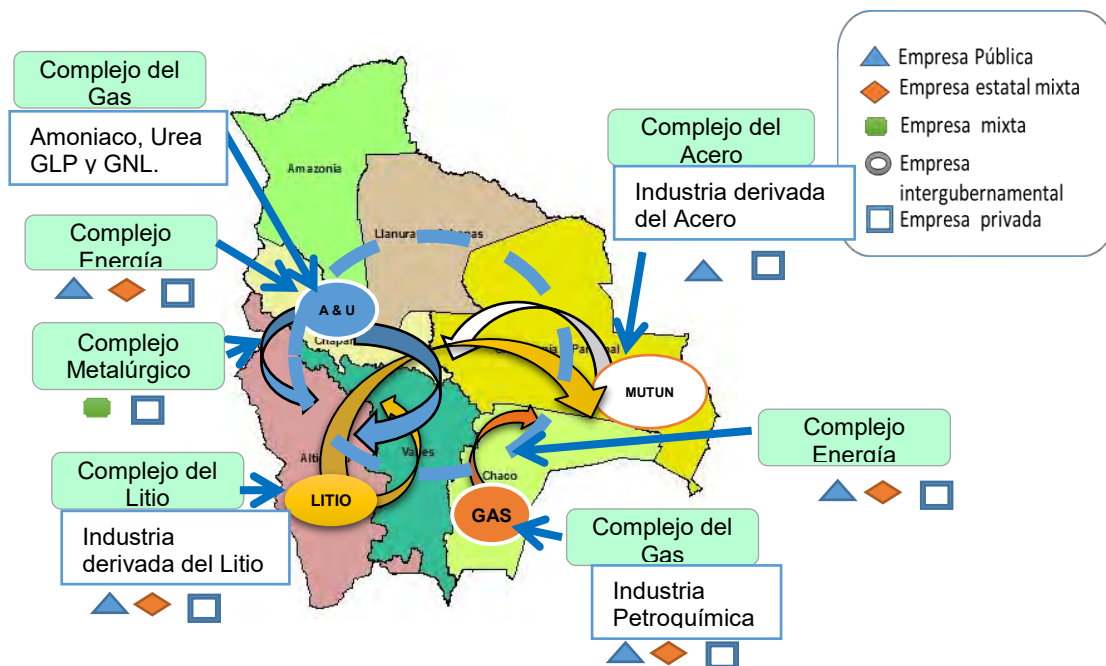 Complejo del
Gas
Amoniaco, Urea
GLP y GNL.
Complejo
Energía
Complejo
Metalúrgico
Complejo del
Litio
Industria
derivada del Litio
Amazonía
A & U
LITIO
Valles
Chaco
GAS
MUTUN
Complejo del
Acero
Industria derivada
del Acero
Complejo
Energía
Complejo del
Gas
Industria
Petroquímica
Empresa Pública
Empresa estatal mixta
Empresa mixta
Empresa
intergubernamental
Empresa privada